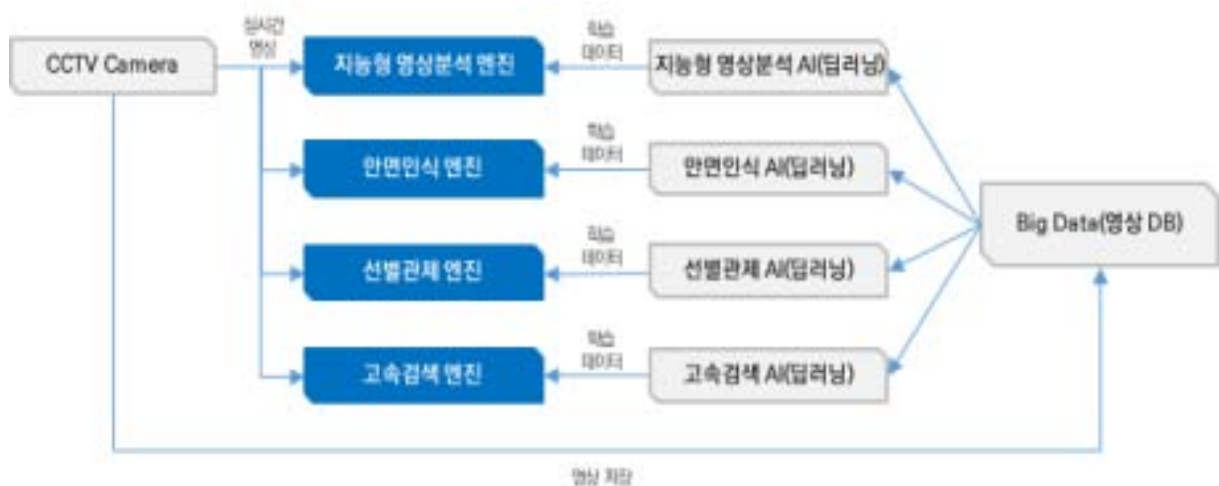 실시간
영상
CCTV Camera
지능형 영상분석 엔진
학습
데이터
지능형 영상분석 AI(딥러닝)
안면인식 엔진
학습
데이터
안면인식 AI(딥러닝)
Big Data(영상 DB)
선별관제 엔진
학습
데이터
선별관제 AI(딥러닝)
고속검색 엔진
학습
데이터
고속검색 AI(딥러닝)
영상 저장